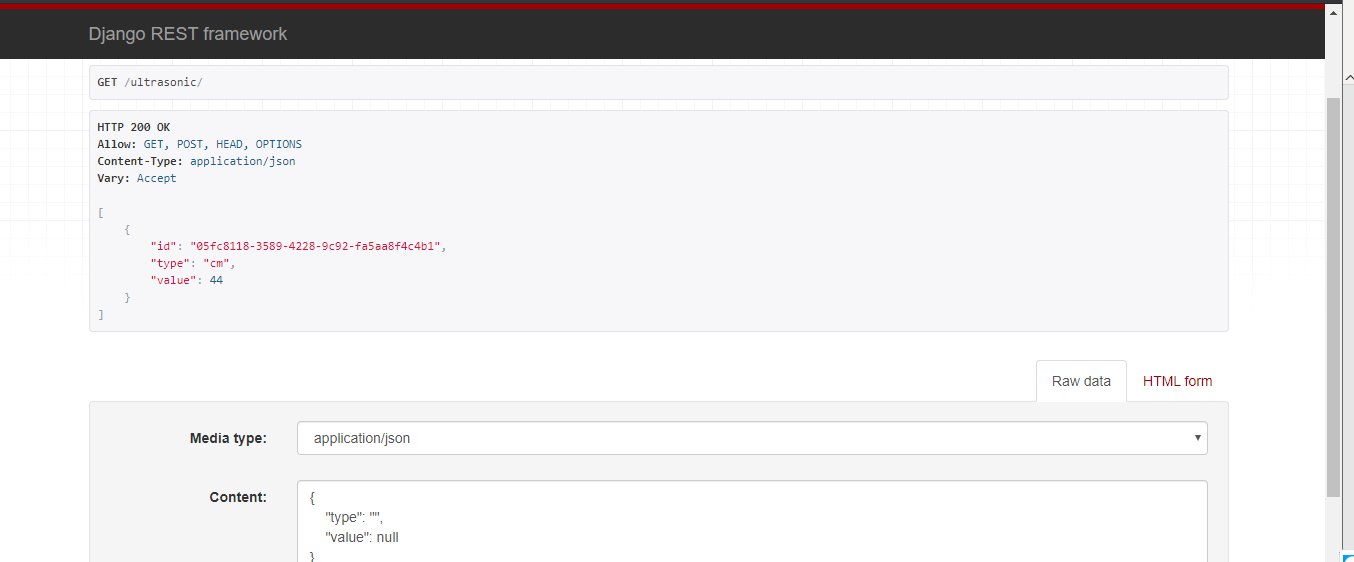 Django REST framework
GET /ultrasonic/
HTTP 200 OK
Allow: GET, POST, HEAD, OPTIONS
Content-Type: application/json
Vary: Accept
[
{
"id": "05fc8118-3589-4228-9c92-fa5aa8f4c4b1",
"type": "cm",
"value": 44
}
]
Raw data HTML form
Media type: application/json
Content: {
"type": "",
"value": null
}